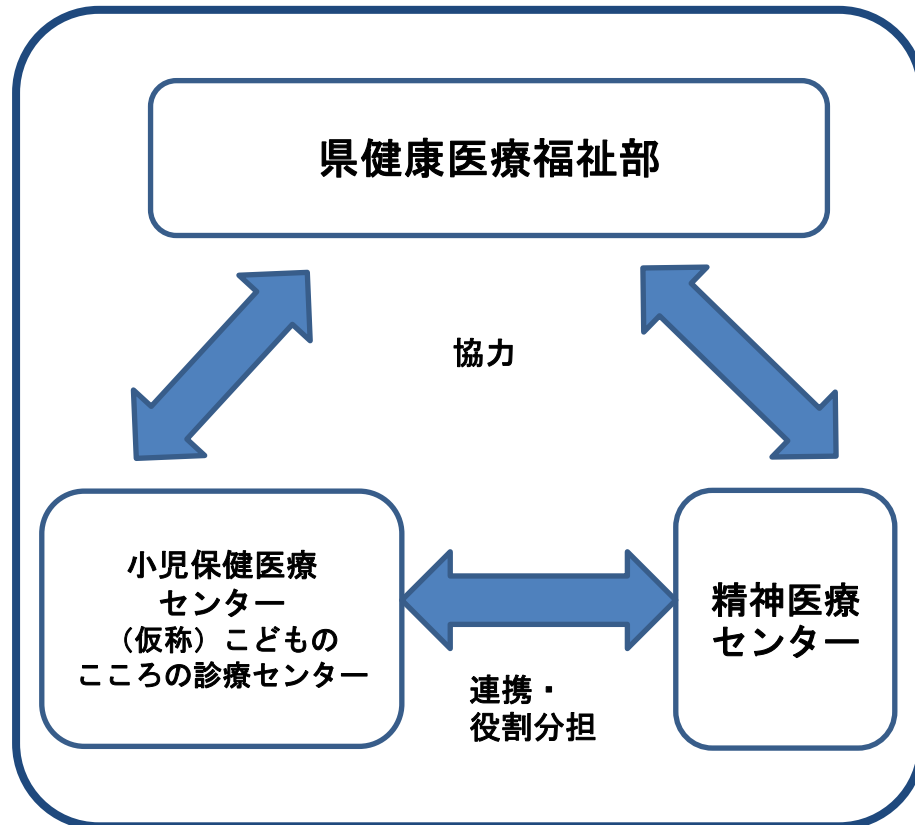 県健康医療福祉部
協力
小児保健医療
センター
（仮称）こどもの
こころの診療センター
精神医療
センター
連携・
役割分担